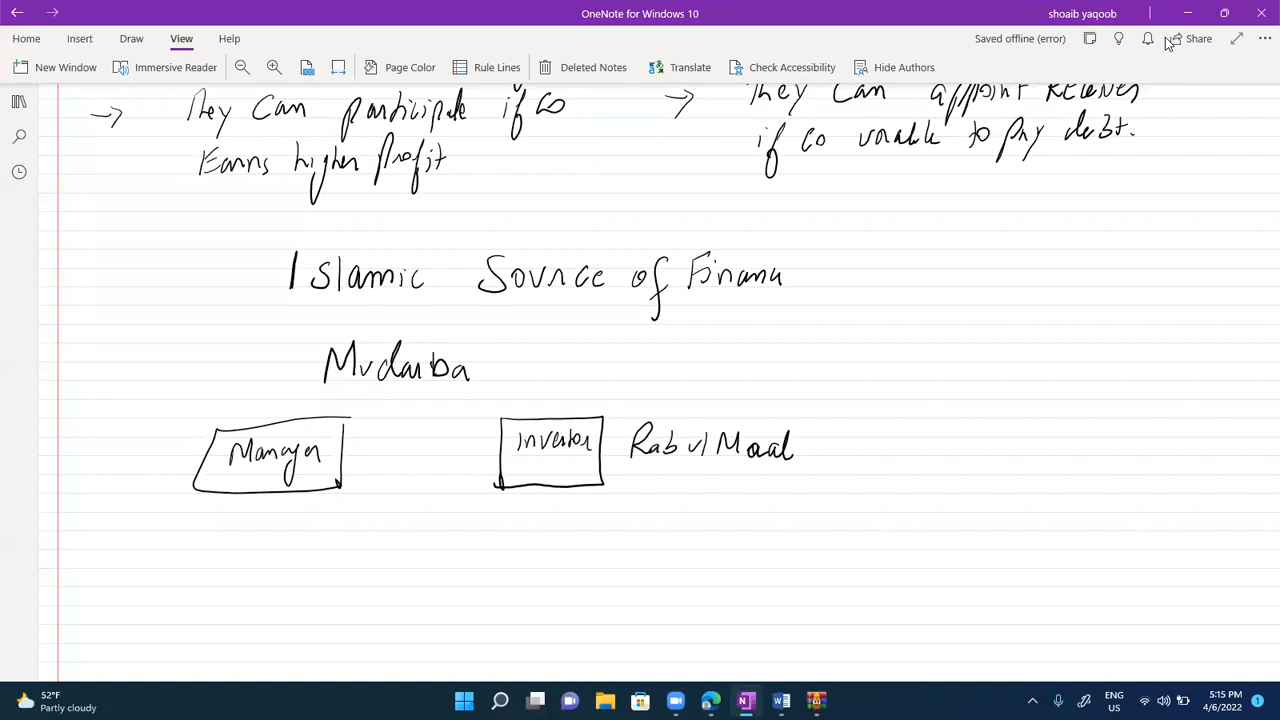 OneNote for Windows 10
shoaib yaqoob
Home Insert Draw View Help
Saved offline (error)
Share
New Window
Immersive Reader
Page Color
Rule Lines
Deleted Notes
Translate
Check Accessibility
Hide Authors
They Can participate if Co
Earns higher Profit
They Can appoint
if Co unable to pay debt.
Islamic Source of
Mudarba
Manager
Investor
Rab ul Maal
52°F
Partly cloudy
ENG
US
5:15 PM
4/6/2022